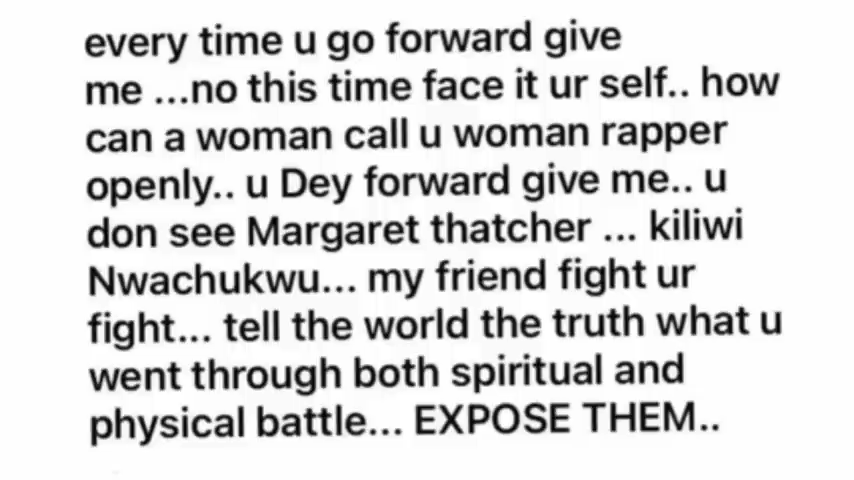 every time u go forward give
me ...no this time face it ur self.. how
can a woman call u woman rapper
openly.. u Dey forward give me.. u
don see Margaret thatcher ... kiliwi
Nwachukwu... my friend fight ur
fight... tell the world the truth what u
went through both spiritual and
physical battle... EXPOSE THEM..